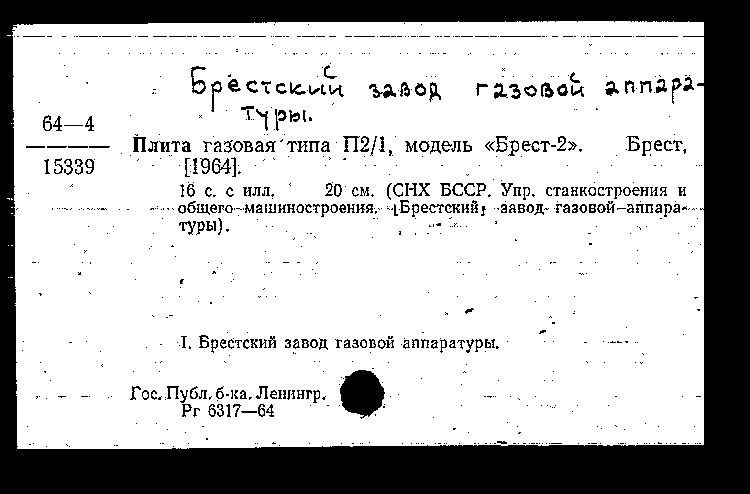 Брестский завод газовой аппара-
туры.
64—4
15339
Плита газовая типа П2/1, модель «Брест-2». Брест,
[1964].
16 с. с илл. 20 см. (СНХ БССР. Упр. станкостроения и
общего машиностроения. [Брестский] завод газовой аппара-
туры).
I. Брестский завод газовой аппаратуры.
Гос. Публ. б-ка, Ленингр.
Рг 6317—64